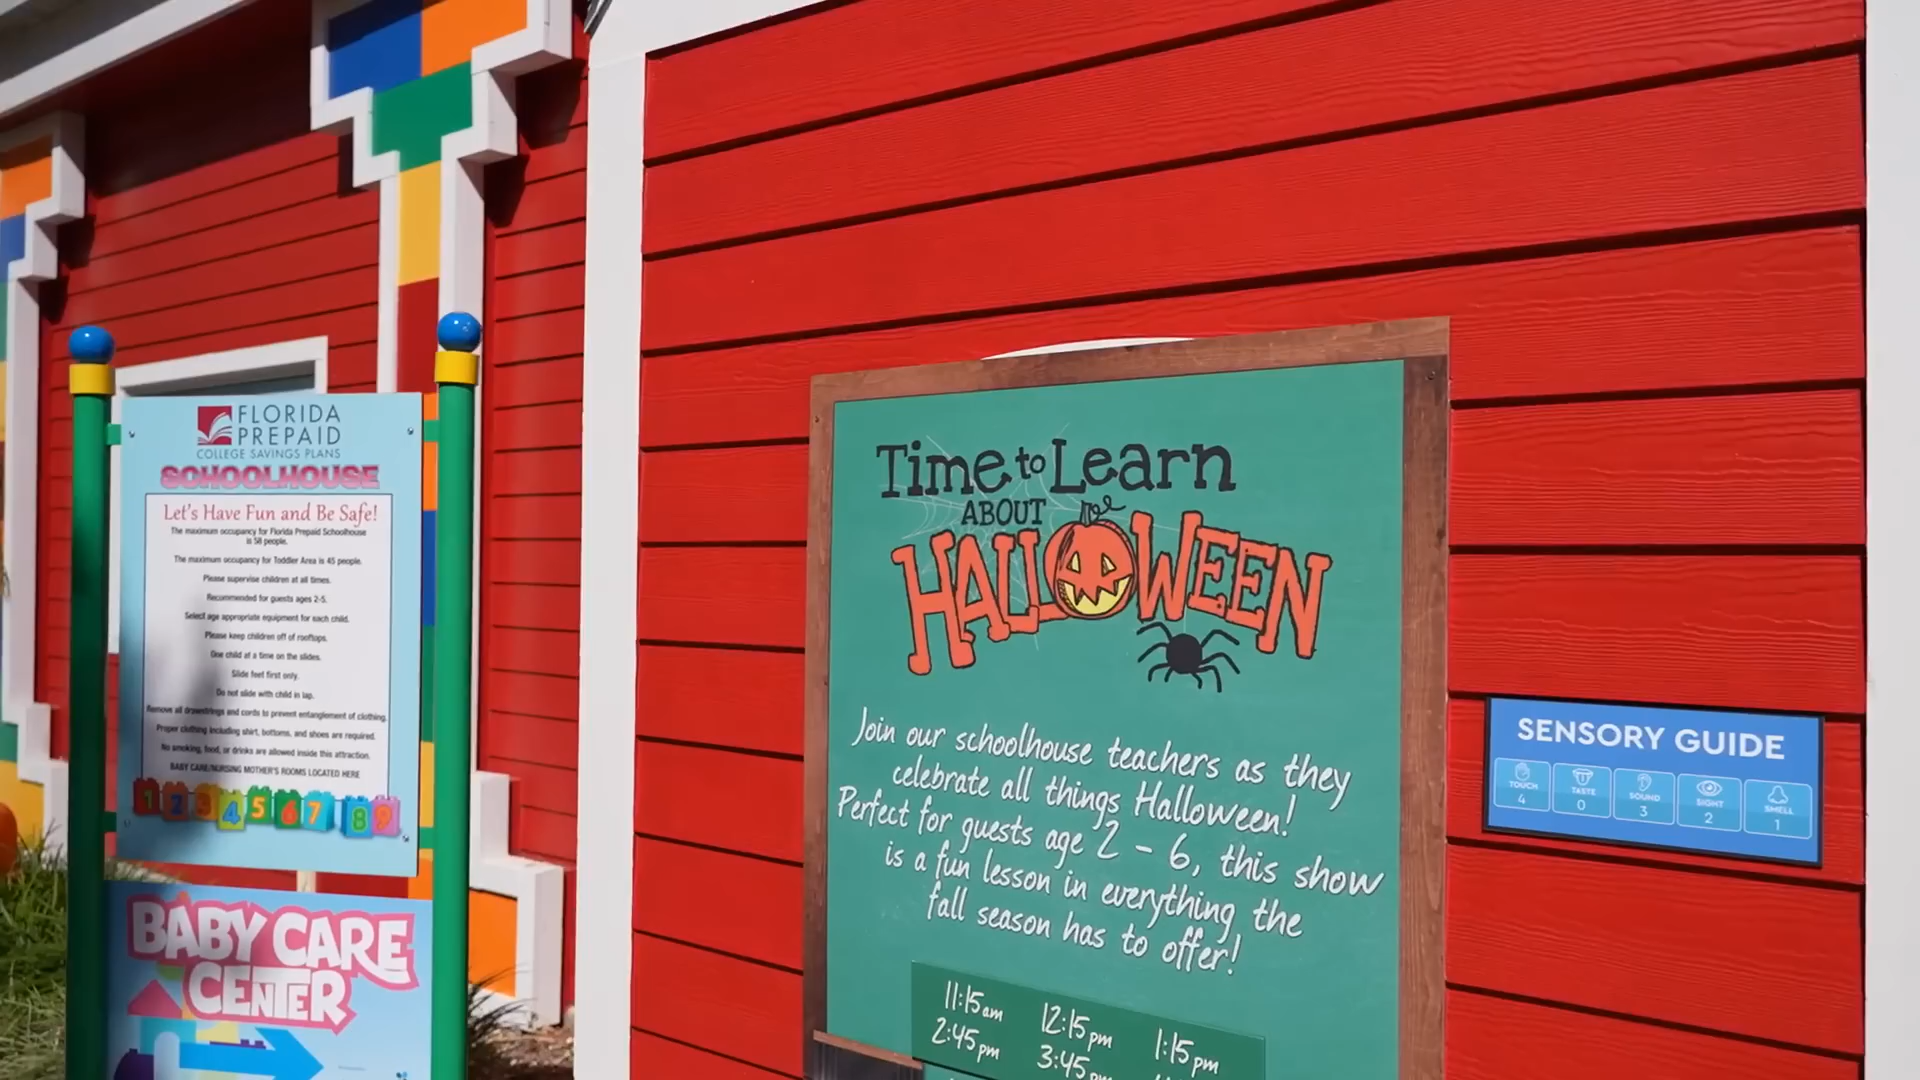 FLORIDA
PREPAID
COLLEGE SAVINGS PLANS
SCHOOLHOUSE
Let's Have Fun and Be Safe!
The maximum occupancy for Florida Prepaid Schoolhouse
is 58 people.
The maximum occupancy for Toddler Area is 45 people.
Please supervise children at all times.
Recommended for guests ages 2-5.
Select age appropriate equipment for each child.
Please keep children off of rooftops.
One child at a time on the slides.
Slide feet first only.
Do not slide with child in lap.
Remove all drawstrings and cords to prevent entanglement of clothing.
Proper clothing including shirt, bottoms, and shoes are required.
No smoking, food, or drinks are allowed inside this attraction.
BABY CARE/NURSING MOTHER'S ROOMS LOCATED HERE
1 2 3 4 5 6 7 8 9
BABY CARE
CENTER
Time to Learn
ABOUT the
HALLOWEEN
Join our schoolhouse teachers as they
celebrate all things Halloween!
Perfect for guests age 2 - 6, this show
is a fun lesson in everything the
fall season has to offer!
11:15am 12:15pm 1:15pm
2:45pm 3:45pm
SENSORY GUIDE
TOUCH TASTE SOUND SIGHT SMELL
4 0 3 2 1